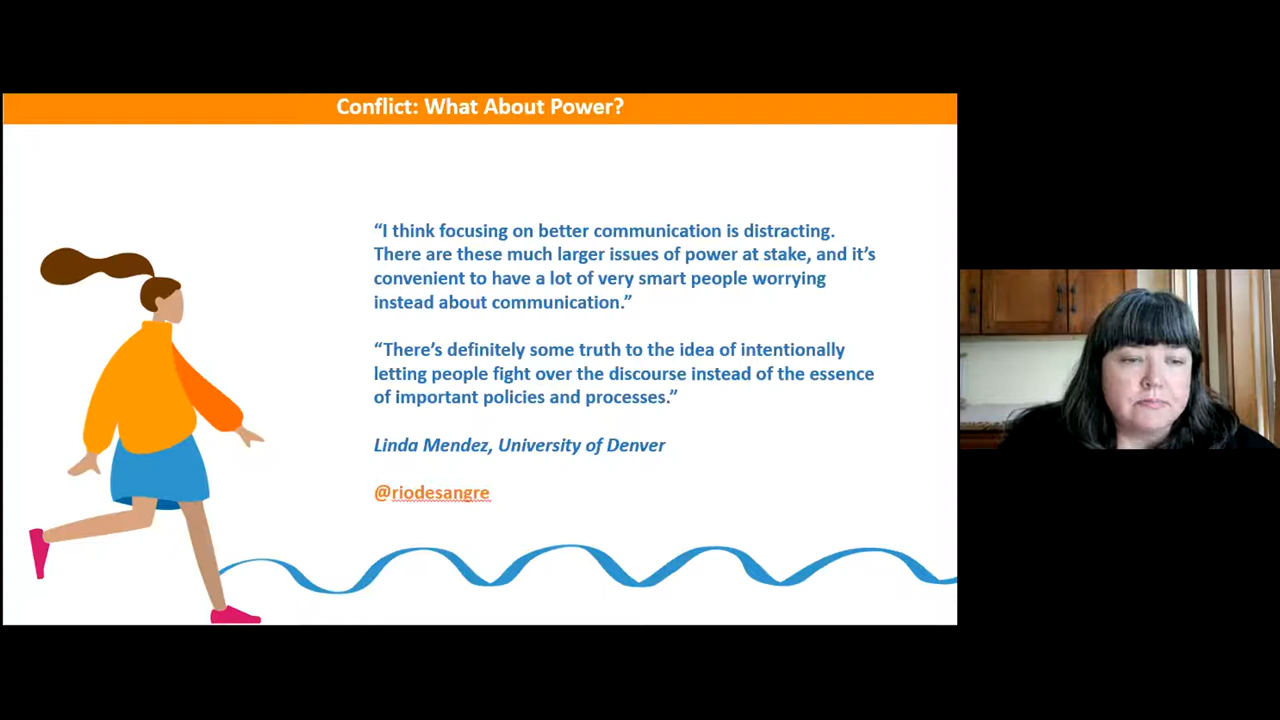 Conflict: What About Power?
“I think focusing on better communication is distracting.
There are these much larger issues of power at stake, and it’s
convenient to have a lot of very smart people worrying
instead about communication.”
“There’s definitely some truth to the idea of intentionally
letting people fight over the discourse instead of the essence
of important policies and processes.”
Linda Mendez, University of Denver
@riodesangre